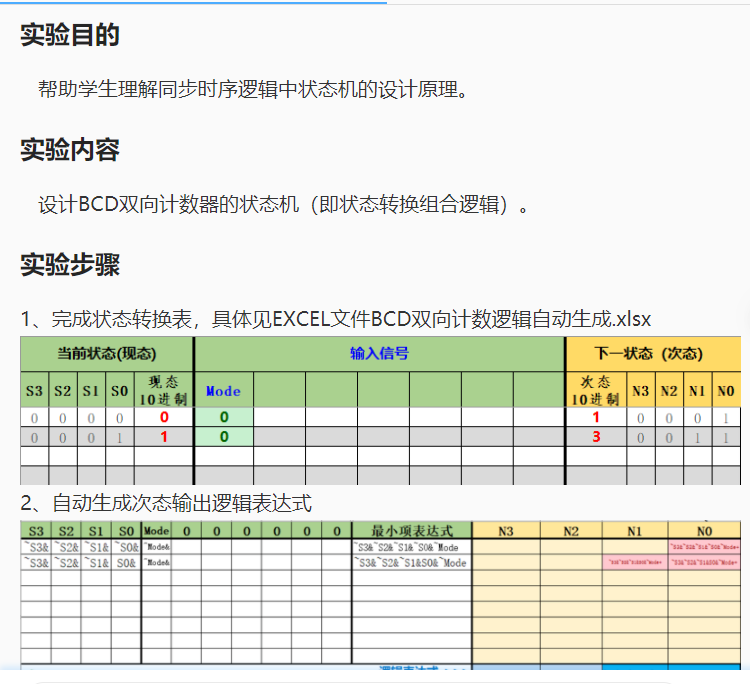 实验目的
帮助学生理解同步时序逻辑中状态机的设计原理。
实验内容
设计BCD双向计数器的状态机（即状态转换组合逻辑）。
实验步骤
1、完成状态转换表，具体见EXCEL文件BCD双向计数逻辑自动生成.xlsx
当前状态(现态) 输入信号 下一状态 (次态)
S3 S2 S1 S0 现态 10进制 Mode 次态 10进制 N3 N2 N1 N0
0 0 0 0 0 0 1 0 0 0 1
0 0 0 1 1 0 3 0 0 1 1
2、自动生成次态输出逻辑表达式
S3 S2 S1 S0 Mode 0 0 0 0 0 0 最小项表达式 N3 N2 N1 N0
~S3& ~S2& ~S1& ~S0& ~Mode& ~S3&~S2&~S1&~S0&~Mode ~S3&~S2&~S1&~S0&~Mode+
~S3& ~S2& ~S1& S0& ~Mode& ~S3&~S2&~S1&S0&~Mode ~S3&~S2&~S1&S0&~Mode+ ~S3&~S2&~S1&S0&~Mode+